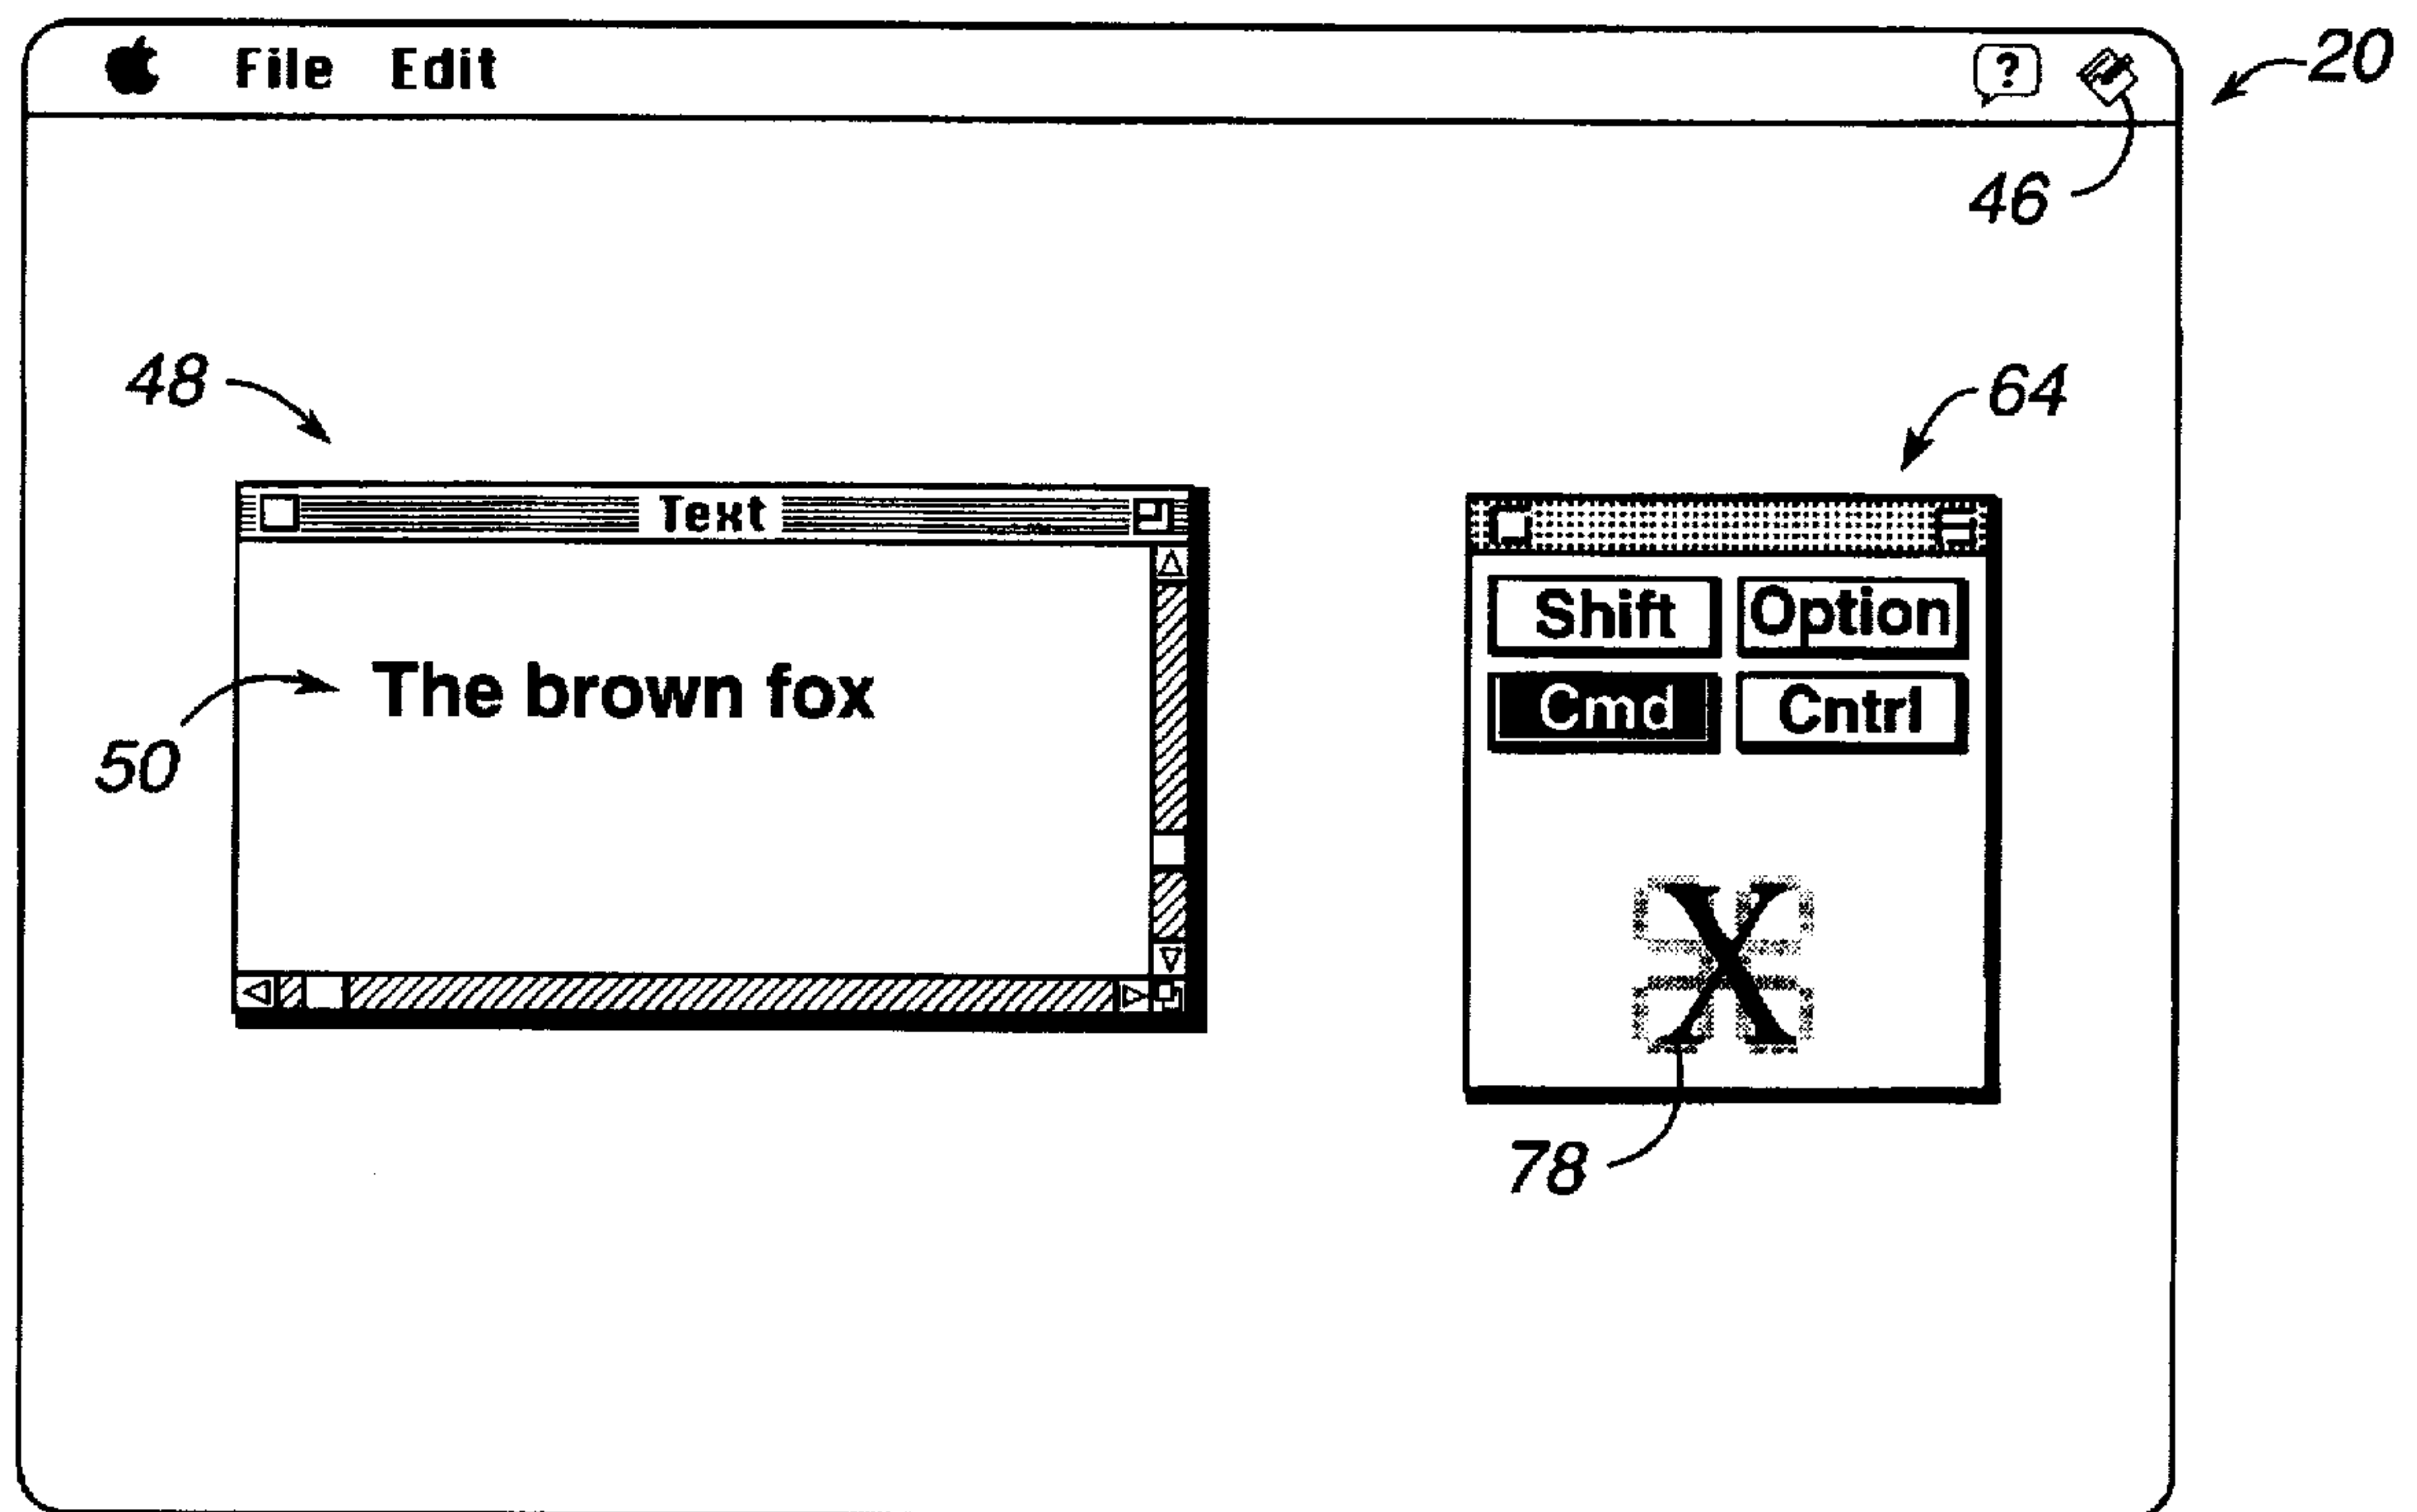 File Edit ? 20
46
48
64
Text
Shift Option
The brown fox
Cmd Cntrl
50
X
78